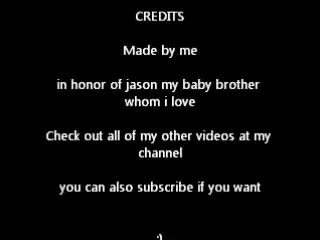 CREDITS
Made by me
in honor of jason my baby brother
whom i love
Check out all of my other videos at my
channel
you can also subscribe if you want
:)